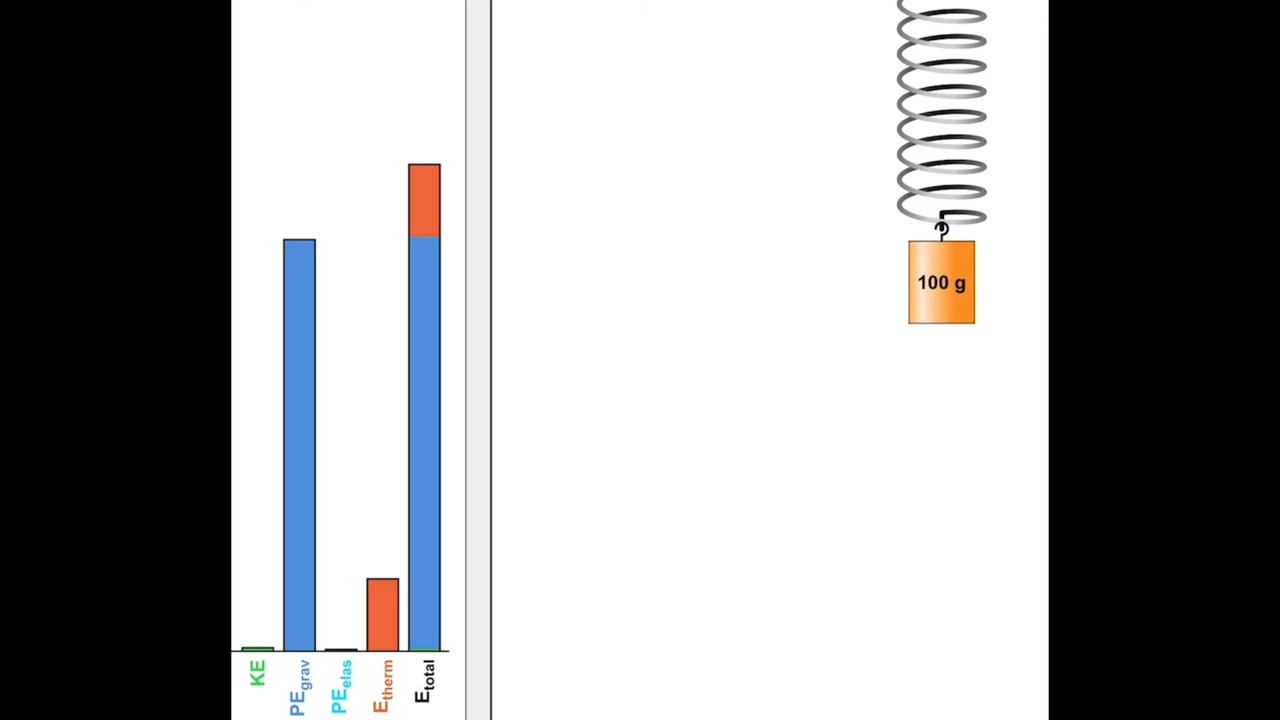 100 g
KE
PEgrav
PEelas
Etherm
Etotal